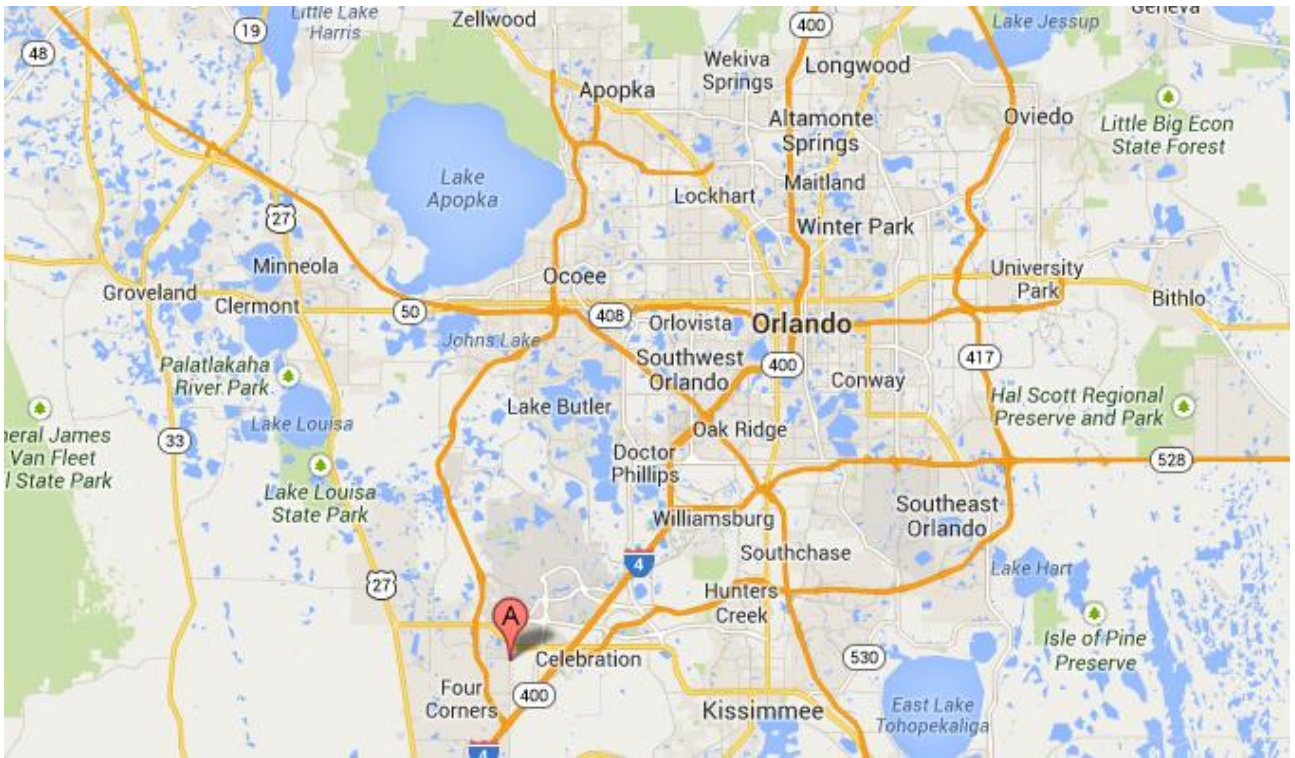 Little Lake
Harris
Zellwood
400
Lake Jessup
Geneva
19
48
Wekiva
Springs
Longwood
Apopka
Altamonte
Springs
Oviedo
Little Big Econ
State Forest
Lake
Apopka
Lockhart
Maitland
27
Winter Park
Minneola
Ocoee
University
Park
Groveland
Clermont
50
408
Orlovista
Orlando
Bithlo
Johns Lake
Southwest
Orlando
400
417
Palatlakaha
River Park
Conway
Hal Scott Regional
Preserve and Park
Lake Butler
Lake Louisa
Oak Ridge
neral James
Van Fleet
l State Park
33
Doctor
Phillips
528
Lake Louisa
State Park
Williamsburg
Southeast
Orlando
Southchase
4
Lake Hart
27
Hunters
Creek
A
Isle of Pine
Preserve
Celebration
530
Four
Corners
400
Kissimmee
East Lake
Tohopekaliga
4